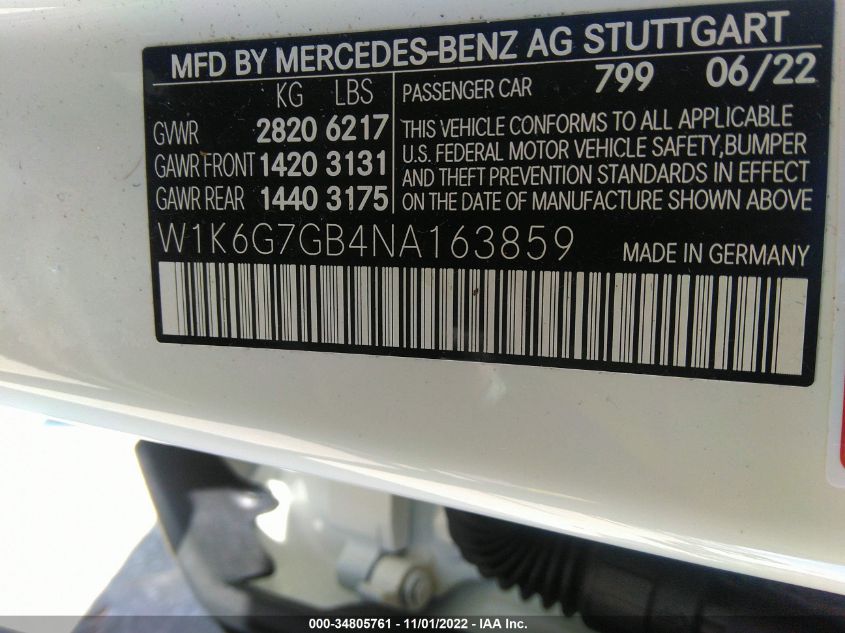 MFD BY MERCEDES-BENZ AG STUTTGART
KG LBS
GVWR 2820 6217
GAWR FRONT 1420 3131
GAWR REAR 1440 3175
PASSENGER CAR 799 06/22
THIS VEHICLE CONFORMS TO ALL APPLICABLE
U.S. FEDERAL MOTOR VEHICLE SAFETY,BUMPER
AND THEFT PREVENTION STANDARDS IN EFFECT
ON THE DATE OF MANUFACTURE SHOWN ABOVE
W1K6G7GB4NA163859 MADE IN GERMANY
000-34805761 - 11/01/2022 - IAA Inc.